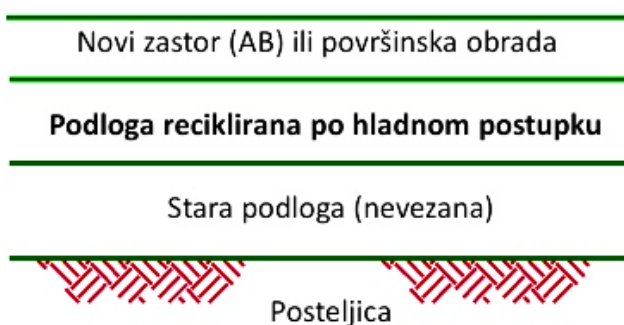 Novi zastor (AB) ili površinska obrada
Podloga reciklirana po hladnom postupku
Stara podloga (nevezana)
Posteljica